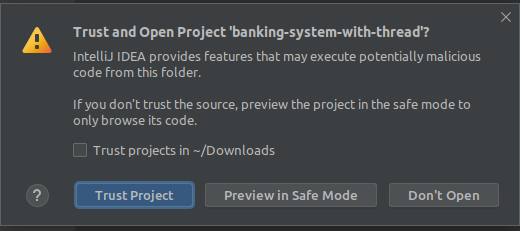 Trust and Open Project 'banking-system-with-thread'?
IntelliJ IDEA provides features that may execute potentially malicious
code from this folder.
If you don't trust the source, preview the project in the safe mode to
only browse its code.
Trust projects in ~/Downloads
?
Trust Project
Preview in Safe Mode
Don't Open